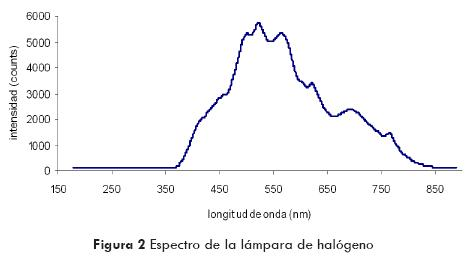 intensidad (counts)
6000
5000
4000
3000
2000
1000
0
150 250 350 450 550 650 750 850
longitud de onda (nm)
Figura 2 Espectro de la lámpara de halógeno